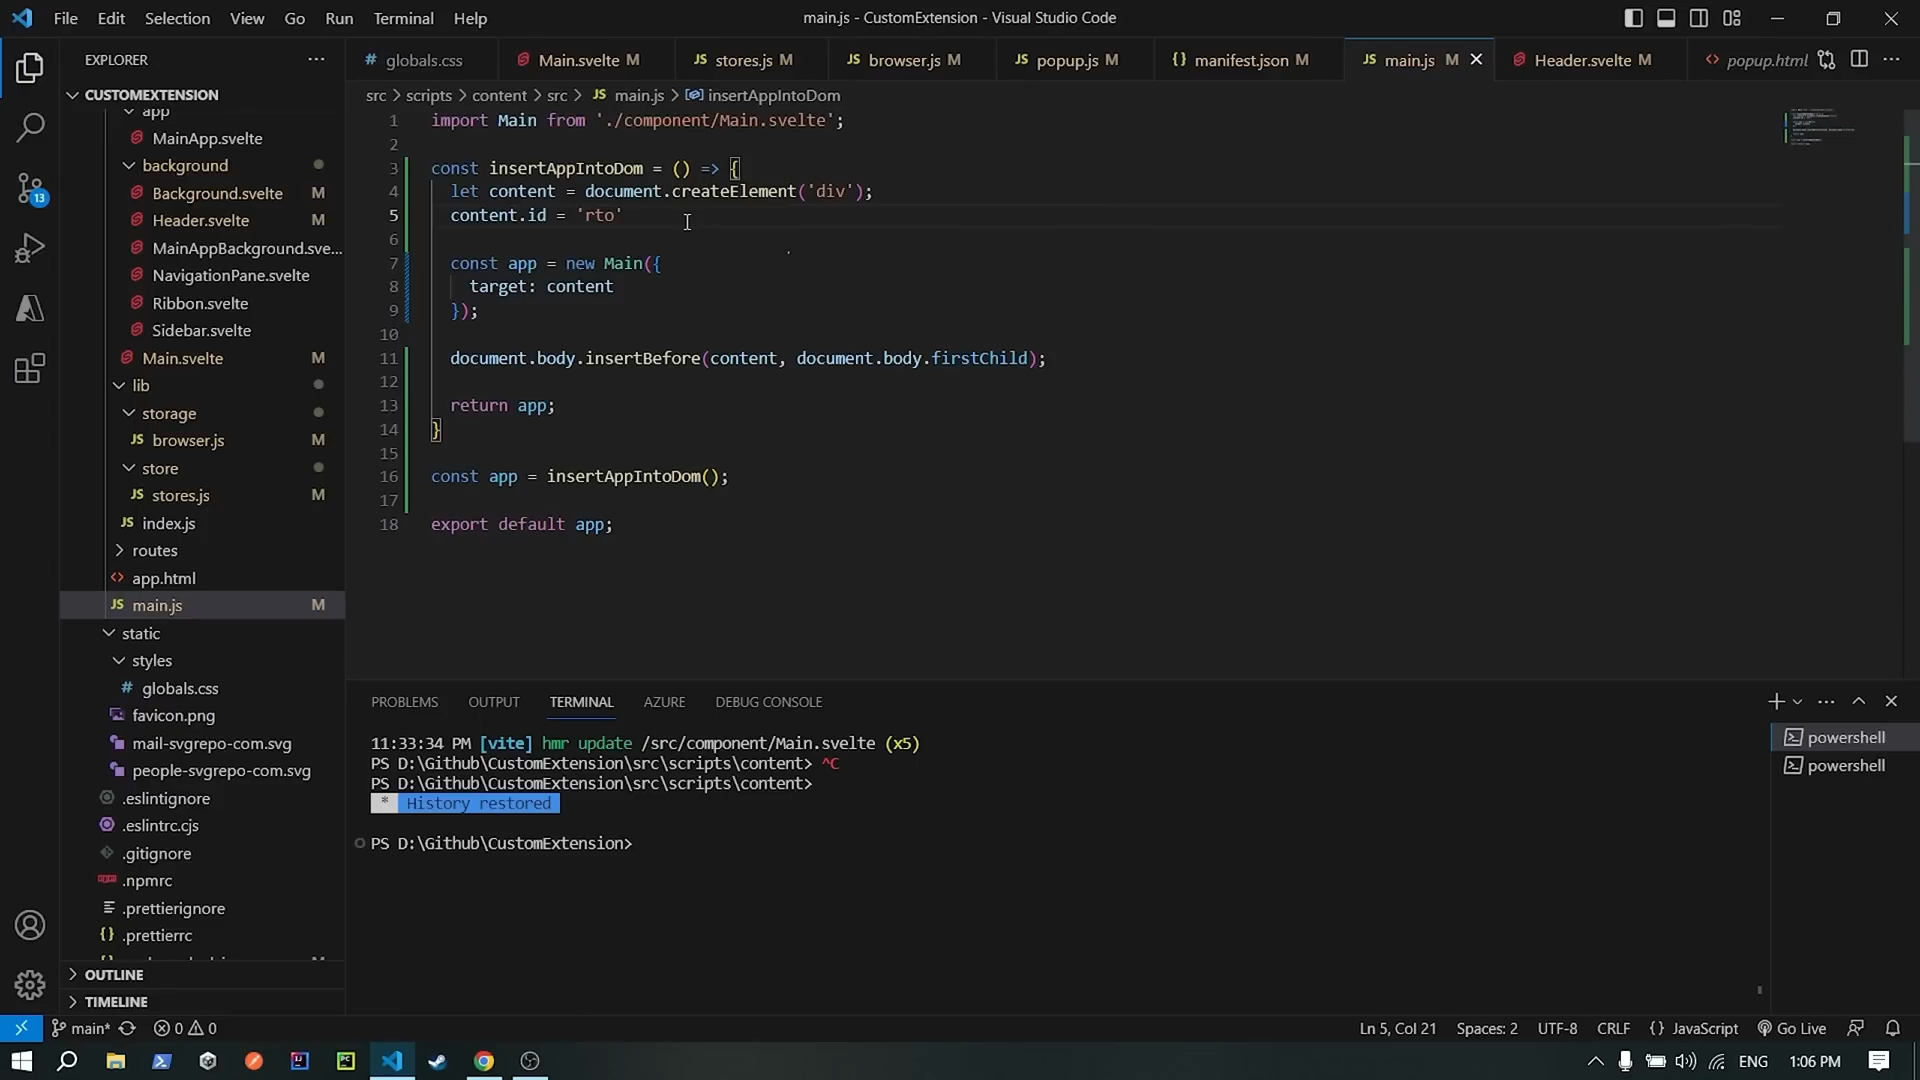 File Edit Selection View Go Run Terminal Help
main.js - CustomExtension - Visual Studio Code
EXPLORER
CUSTOMEXTENSION
app
MainApp.svelte
background
Background.svelte M
Header.svelte M
MainAppBackground.sve...
NavigationPane.svelte
Ribbon.svelte
Sidebar.svelte
Main.svelte M
lib
storage
JS browser.js M
store
JS stores.js M
JS index.js
routes
<> app.html
JS main.js M
static
styles
# globals.css
favicon.png
mail-svgrepo-com.svg
people-svgrepo-com.svg
.eslintignore
.eslintrc.cjs
.gitignore
.npmrc
.prettierignore
{} .prettierrc
OUTLINE
TIMELINE
13
# globals.css
Main.svelte M
JS stores.js M
JS browser.js M
JS popup.js M
{} manifest.json M
JS main.js M
Header.svelte M
<> popup.html
src > scripts > content > src > JS main.js > insertAppIntoDom
1 import Main from './component/Main.svelte';
2
3 const insertAppIntoDom = () => {
4 let content = document.createElement('div');
5 content.id = 'rto'
6
7 const app = new Main({
8 target: content
9 });
10
11 document.body.insertBefore(content, document.body.firstChild);
12
13 return app;
14 }
15
16 const app = insertAppIntoDom();
17
18 export default app;
PROBLEMS OUTPUT TERMINAL AZURE DEBUG CONSOLE
11:33:34 PM [vite] hmr update /src/component/Main.svelte (x5)
PS D:\Github\CustomExtension\src\scripts\content> ^C
PS D:\Github\CustomExtension\src\scripts\content>
* History restored
PS D:\Github\CustomExtension>
powershell
powershell
main* 0 0
Ln 5, Col 21 Spaces: 2 UTF-8 CRLF {} JavaScript Go Live
ENG 1:06 PM